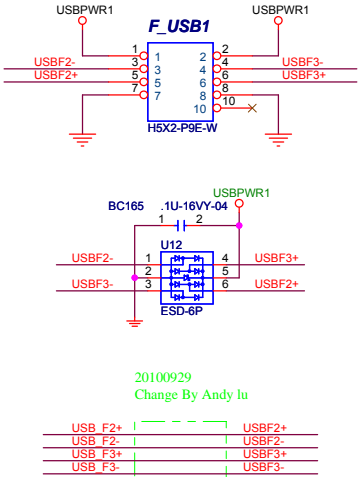 USBPWR1 USBPWR1
F_USB1
1 1 2 2
USBF2- 3 3 4 4 USBF3-
USBF2+ 5 5 6 6 USBF3+
7 7 8 8
10 10
H5X2-P9E-W
USBPWR1
BC165 .1U-16VY-04
1 2
U12
USBF2- 1 4 USBF3+
2 5
USBF3- 3 6 USBF2+
ESD-6P
20100929
Change By Andy lu
USB_F2+ USBF2+
USB_F2- USBF2-
USB_F3+ USBF3+
USB_F3- USBF3-